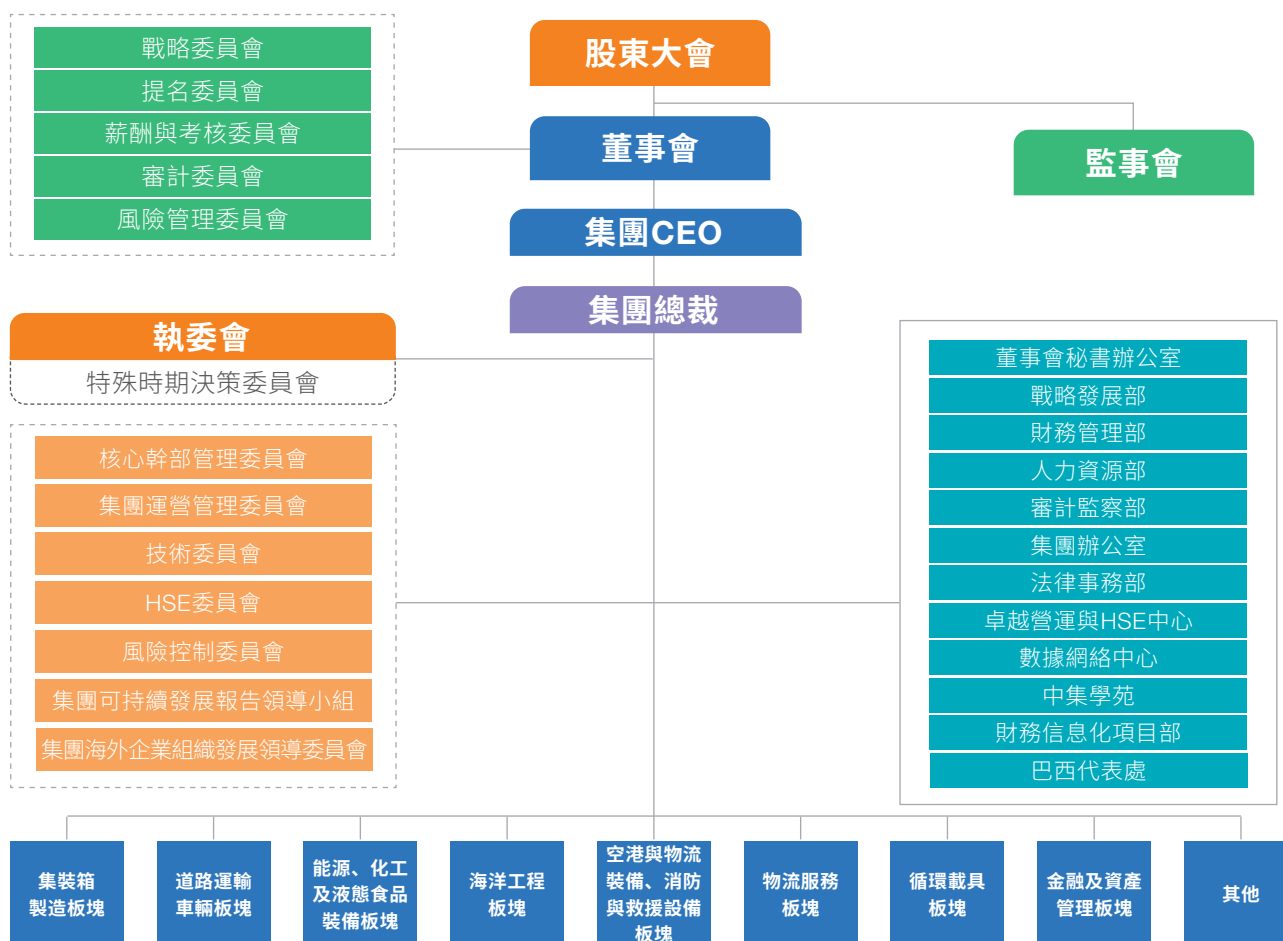 戰略委員會
提名委員會
薪酬與考核委員會
審計委員會
風險管理委員會
股東大會
董事會
監事會
集團CEO
集團總裁
執委會
特殊時期決策委員會
核心幹部管理委員會
集團運營管理委員會
技術委員會
HSE委員會
風險控制委員會
集團可持續發展報告領導小組
集團海外企業組織發展領導委員會
董事會秘書辦公室
戰略發展部
財務管理部
人力資源部
審計監察部
集團辦公室
法律事務部
卓越營運與HSE中心
數據網絡中心
中集學苑
財務信息化項目部
巴西代表處
集裝箱
製造板塊
道路運輸
車輛板塊
能源、化工
及液態食品
裝備板塊
海洋工程
板塊
空港與物流
裝備、消防
與救援設備
板塊
物流服務
板塊
循環載具
板塊
金融及資產
管理板塊
其他